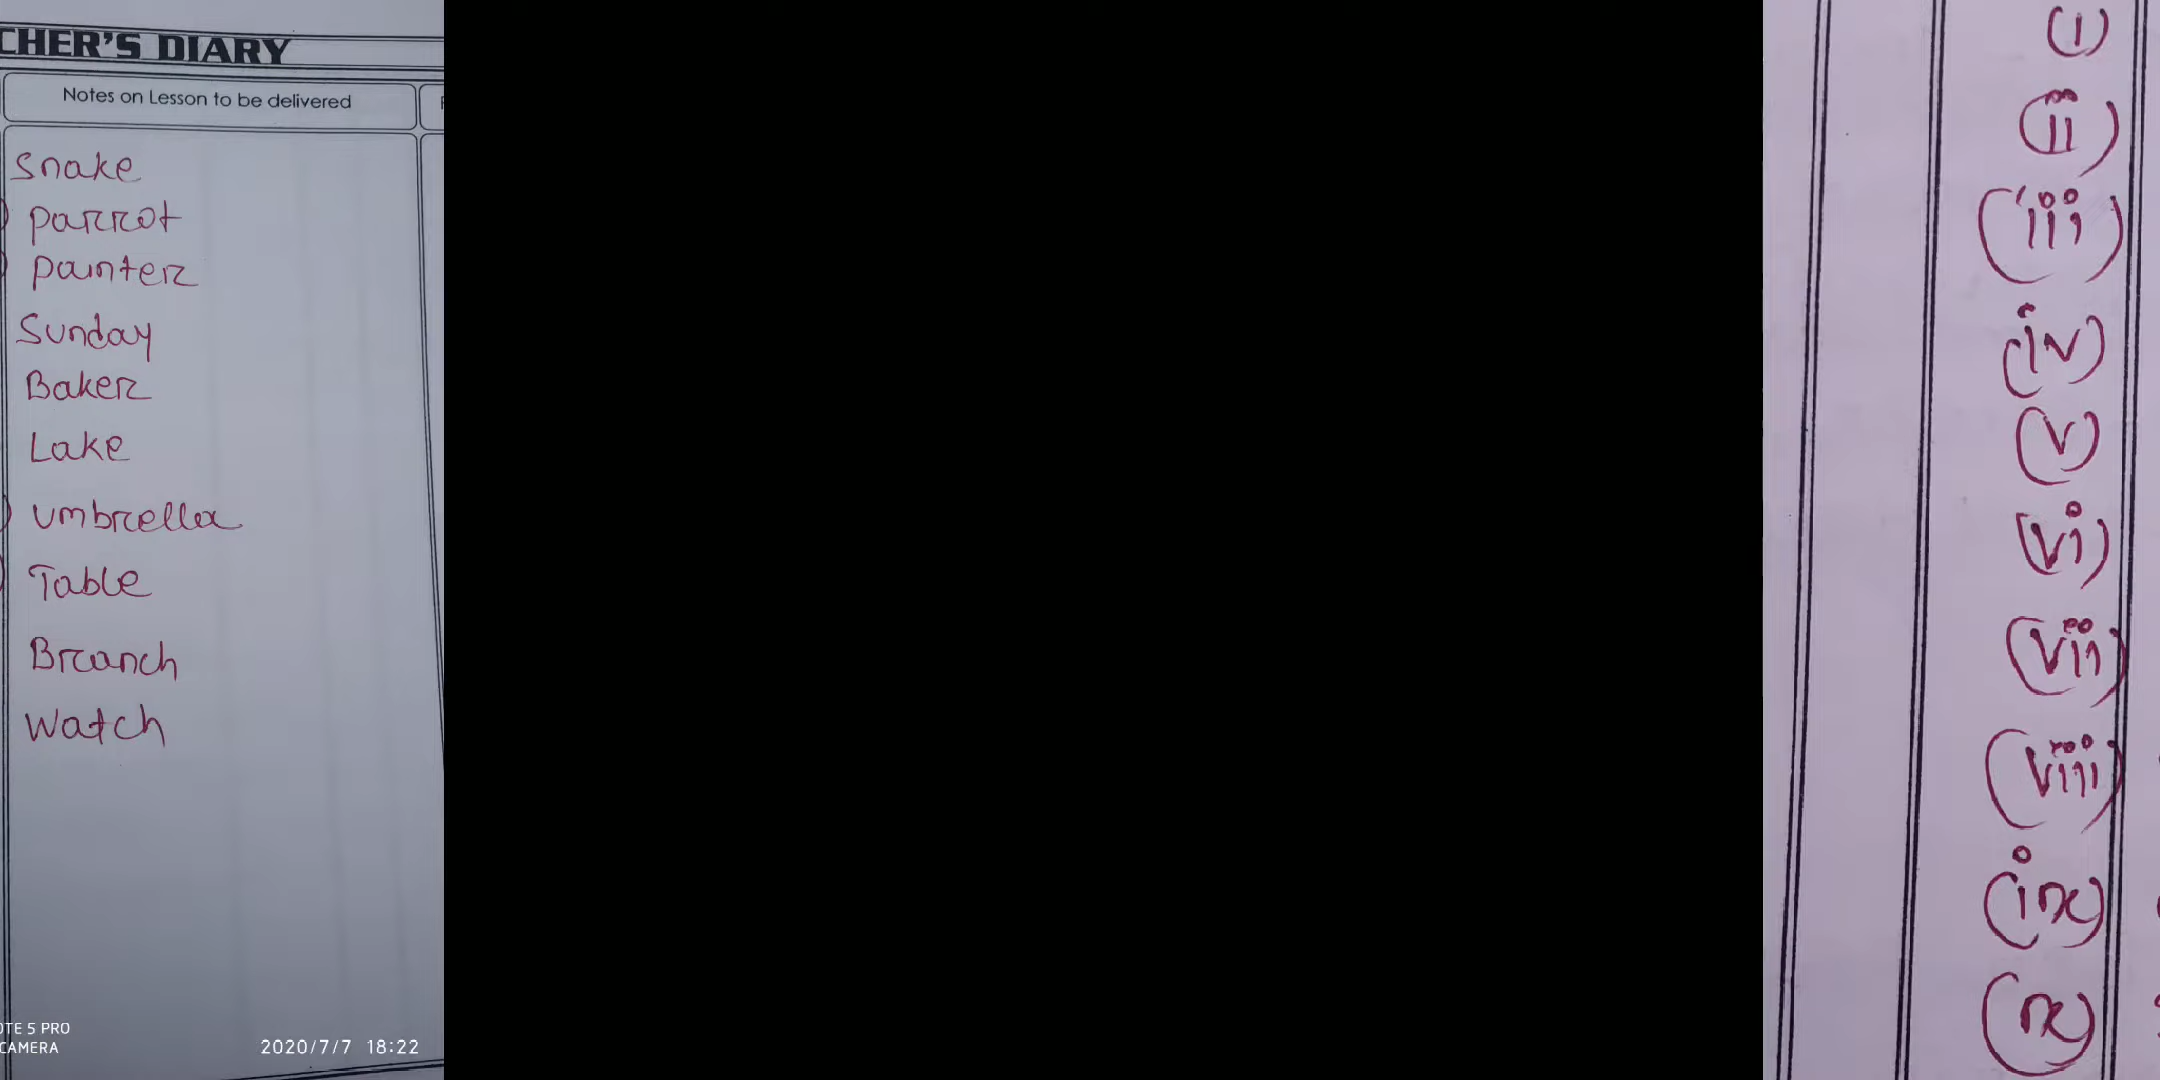 CHER'S DIARY
Notes on Lesson to be delivered
Snake
Parrot
Painter
Sunday
Baker
Lake
Umbrella
Table
Branch
Watch
OTE 5 PRO
CAMERA
2020/7/7 18:22
(i)
(ii)
(iii)
(iv)
(v)
(vi)
(vii)
(viii)
(ix)
(x)